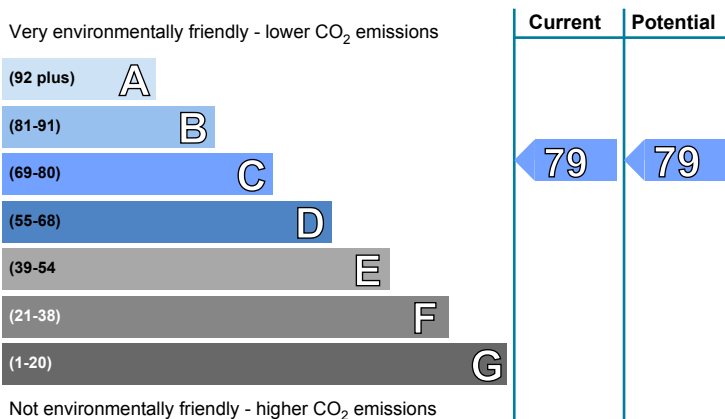 Current Potential
Very environmentally friendly - lower CO2 emissions
(92 plus) A
(81-91) B
(69-80) C 79 79
(55-68) D
(39-54 E
(21-38) F
(1-20) G
Not environmentally friendly - higher CO2 emissions